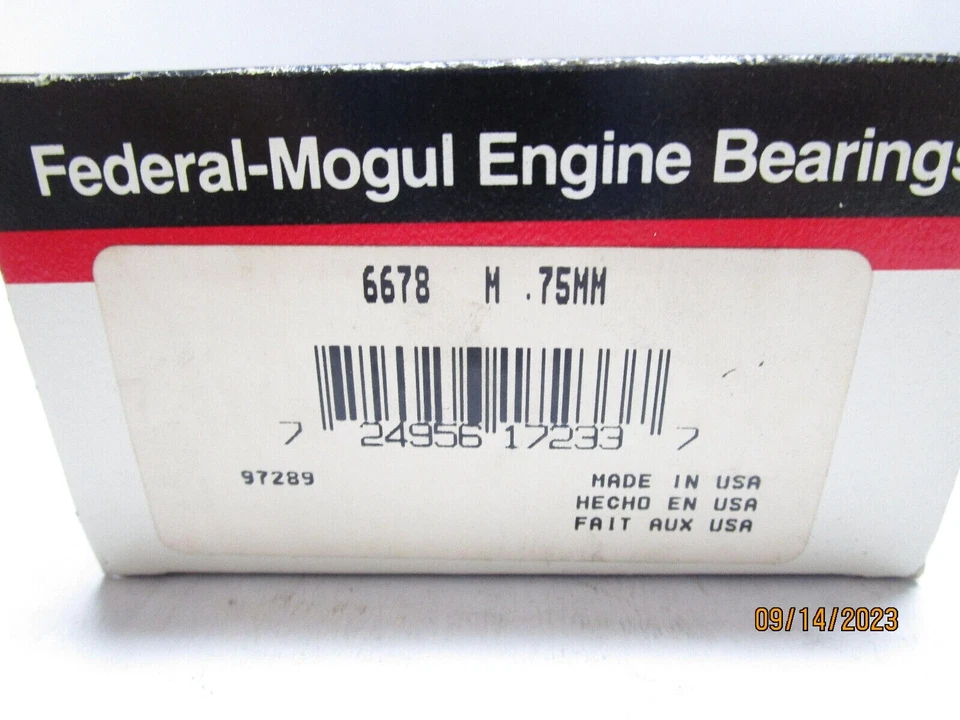 Federal-Mogul Engine Bearings
6678 M .75MM
7 24956 17233 7
97289
MADE IN USA
HECHO EN USA
FAIT AUX USA
09/14/2023